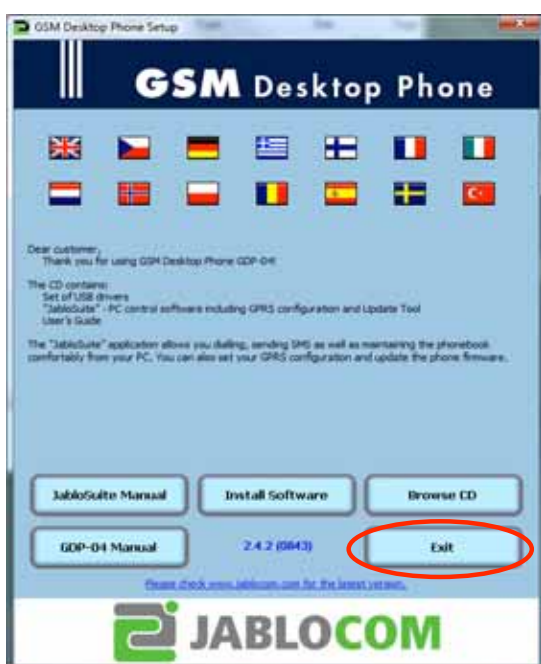 GSM Desktop Phone Setup
GSM Desktop Phone
Dear customer,
Thank you for using GSM Desktop Phone GDP-04!
The CD contains:
Set of USB drivers
"JabloSuite" - PC control software including GPRS configuration and Update Tool
User's Guide
The "JabloSuite" application allows you dialling, sending SMS as well as maintaining the phonebook
comfortably from your PC. You can also set your GPRS configuration and update the phone firmware.
JabloSuite Manual Install Software Browse CD
GDP-04 Manual 2.4.2 (0843) Exit
Please check www.jablocom.com for the latest version.
JABLOCOM